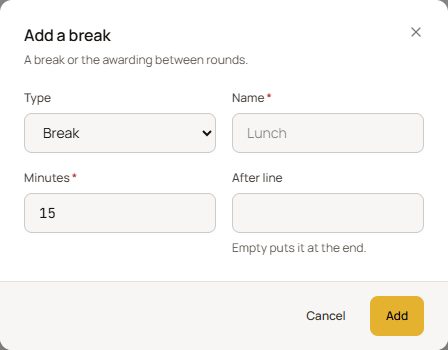 Add a break
A break or the awarding between rounds.
Type
Name *
Break
Lunch
Minutes *
After line
15
Empty puts it at the end.
Cancel
Add